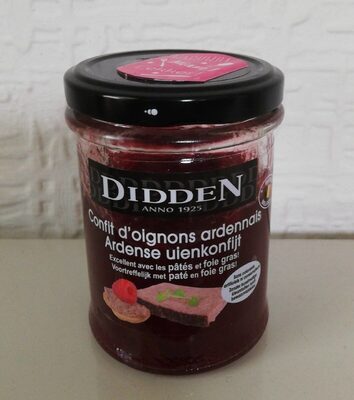 DIDDEN
ANNO 1925
Confit d'oignons ardennais
Ardense uienkonfijt
Excellent avec les pâtés et foie gras!
Voortreffelijk met paté en foie gras!